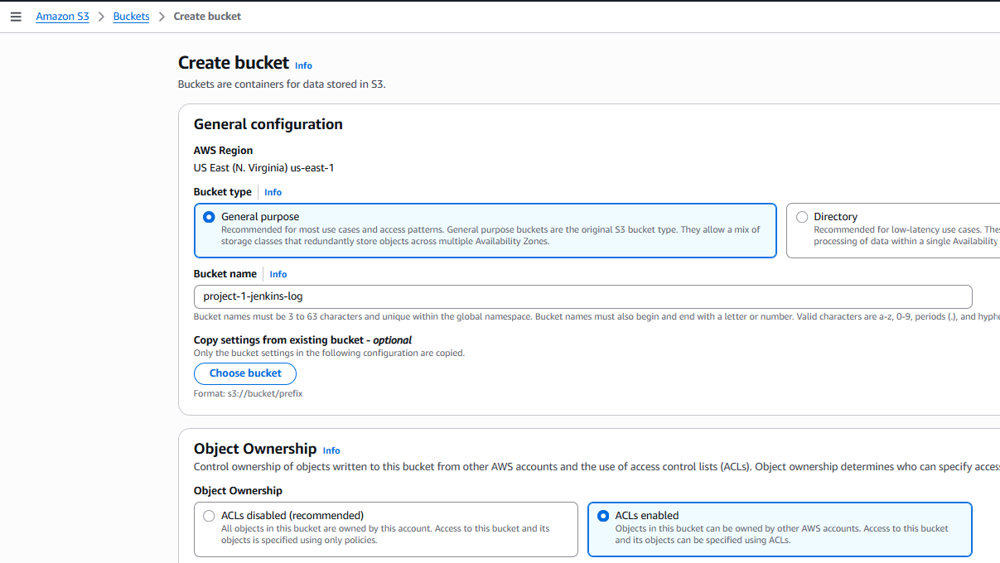 Amazon S3 > Buckets > Create bucket
Create bucket Info
Buckets are containers for data stored in S3.
General configuration
AWS Region
US East (N. Virginia) us-east-1
Bucket type Info
General purpose
Recommended for most use cases and access patterns. General purpose buckets are the original S3 bucket type. They allow a mix of
storage classes that redundantly store objects across multiple Availability Zones.
Directory
Recommended for low-latency use cases.
processing of data within a single Availability
Bucket name Info
project-1-jenkins-log
Bucket names must be 3 to 63 characters and unique within the global namespace. Bucket names must also begin and end with a letter or number. Valid characters are a-z, 0-9, periods (.), and
Copy settings from existing bucket - optional
Only the bucket settings in the following configuration are copied.
Choose bucket
Format: s3://bucket/prefix
Object Ownership Info
Control ownership of objects written to this bucket from other AWS accounts and the use of access control lists (ACLs). Object ownership determines who can specify
Object Ownership
ACLs disabled (recommended)
All objects in this bucket are owned by this account. Access to this bucket and its
objects is specified using only policies.
ACLs enabled
Objects in this bucket can be owned by other AWS accounts. Access to this bucket
and its objects can be specified using ACLs.